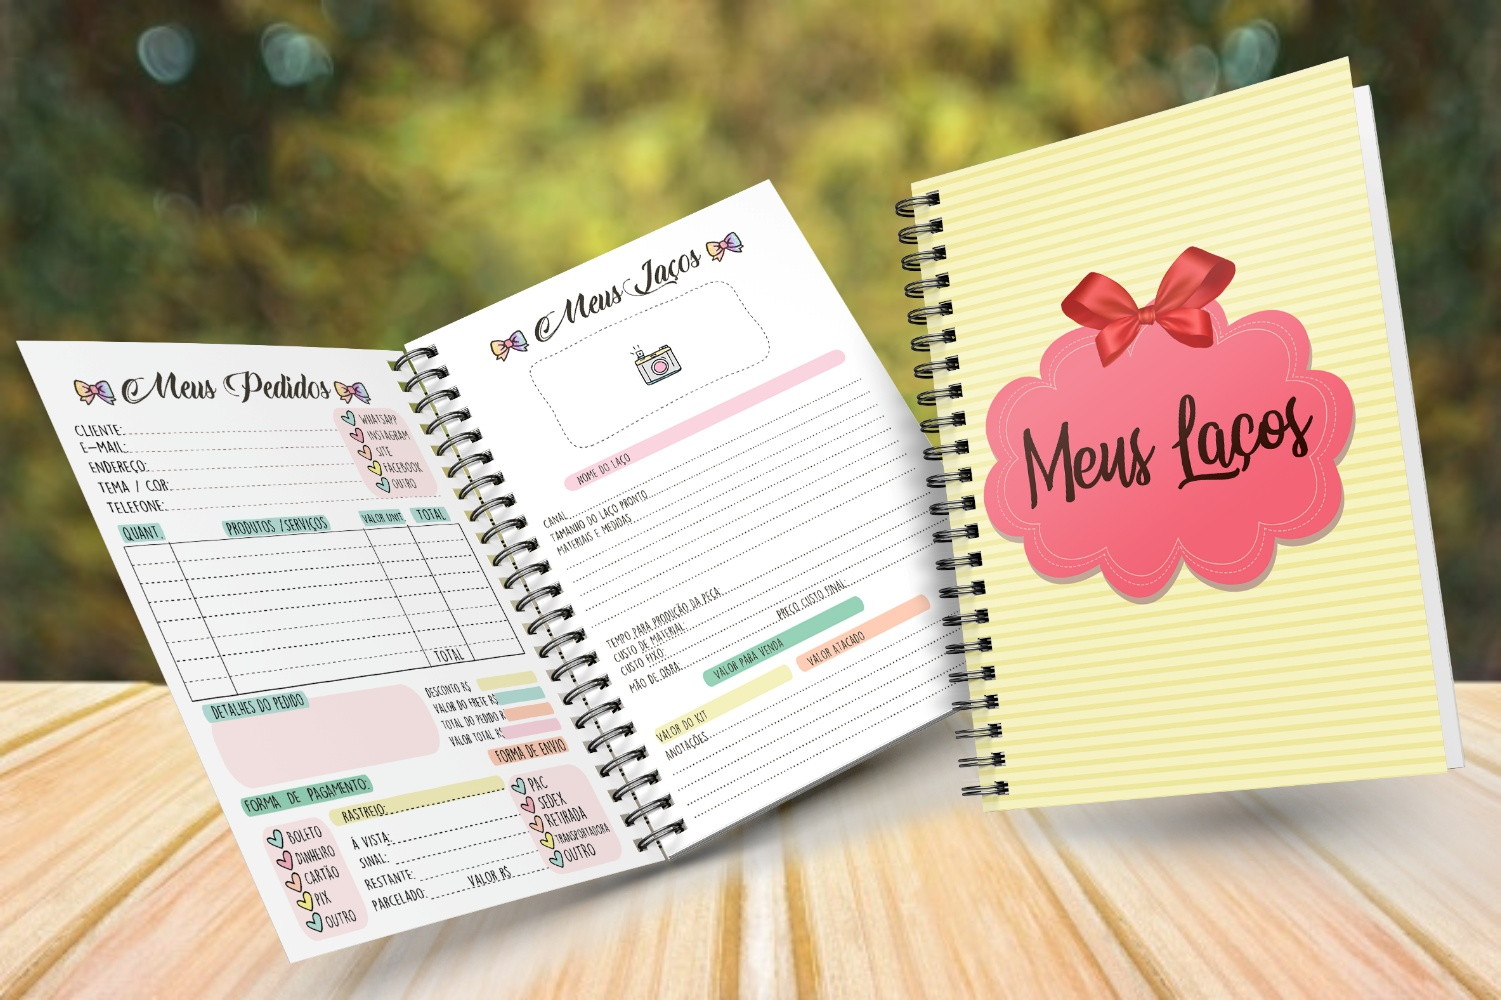 Meus Pedidos
CLIENTE:
E-MAIL:
ENDEREÇO:
TEMA / COR:
TELEFONE:
WHATSAPP
INSTAGRAM
SITE
FACEBOOK
OUTRO
QUANT. PRODUTOS /SERVIÇOS VALOR UNIT. TOTAL
TOTAL
DETALHES DO PEDIDO
DESCONTO R$
VALOR DO FRETE R$
TOTAL DO PEDIDO R
VALOR TOTAL R$
FORMA DE ENVIO
PAC
SEDEX
RETIRADA
TRANSPORTADORA
OUTRO
FORMA DE PAGAMENTO:
BOLETO
DINHEIRO
CARTÃO
PIX
OUTRO
RASTREIO:
À VISTA:
SINAL:
RESTANTE:
PARCELADO: VALOR R$
Meus Laços
NOME DO LAÇO
CANAL
TAMANHO DO LAÇO PRONTO
MATERIAIS E MEDIDAS
TEMPO PARA PRODUÇÃO DA PEÇA
CUSTO DE MATERIAL
CUSTO FIXO
MÃO DE OBRA
PREÇO CUSTO FINAL
VALOR PARA VENDA
VALOR ATACADO
VALOR DO KIT
ANOTAÇÕES
Meus Laços